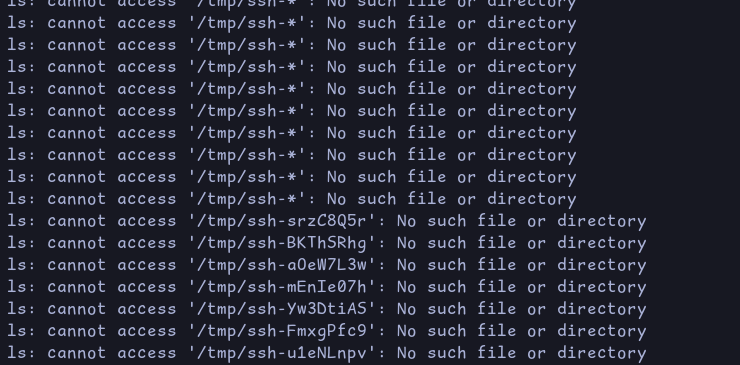 ls: cannot access '/tmp/ssh-*': No such file or directory
ls: cannot access '/tmp/ssh-*': No such file or directory
ls: cannot access '/tmp/ssh-*': No such file or directory
ls: cannot access '/tmp/ssh-*': No such file or directory
ls: cannot access '/tmp/ssh-*': No such file or directory
ls: cannot access '/tmp/ssh-*': No such file or directory
ls: cannot access '/tmp/ssh-*': No such file or directory
ls: cannot access '/tmp/ssh-*': No such file or directory
ls: cannot access '/tmp/ssh-*': No such file or directory
ls: cannot access '/tmp/ssh-*': No such file or directory
ls: cannot access '/tmp/ssh-srzC8Q5r': No such file or directory
ls: cannot access '/tmp/ssh-BKThSRhg': No such file or directory
ls: cannot access '/tmp/ssh-aOeW7L3w': No such file or directory
ls: cannot access '/tmp/ssh-mEnIe07h': No such file or directory
ls: cannot access '/tmp/ssh-Yw3DtiAS': No such file or directory
ls: cannot access '/tmp/ssh-FmxgPfc9': No such file or directory
ls: cannot access '/tmp/ssh-u1eNLnpv': No such file or directory